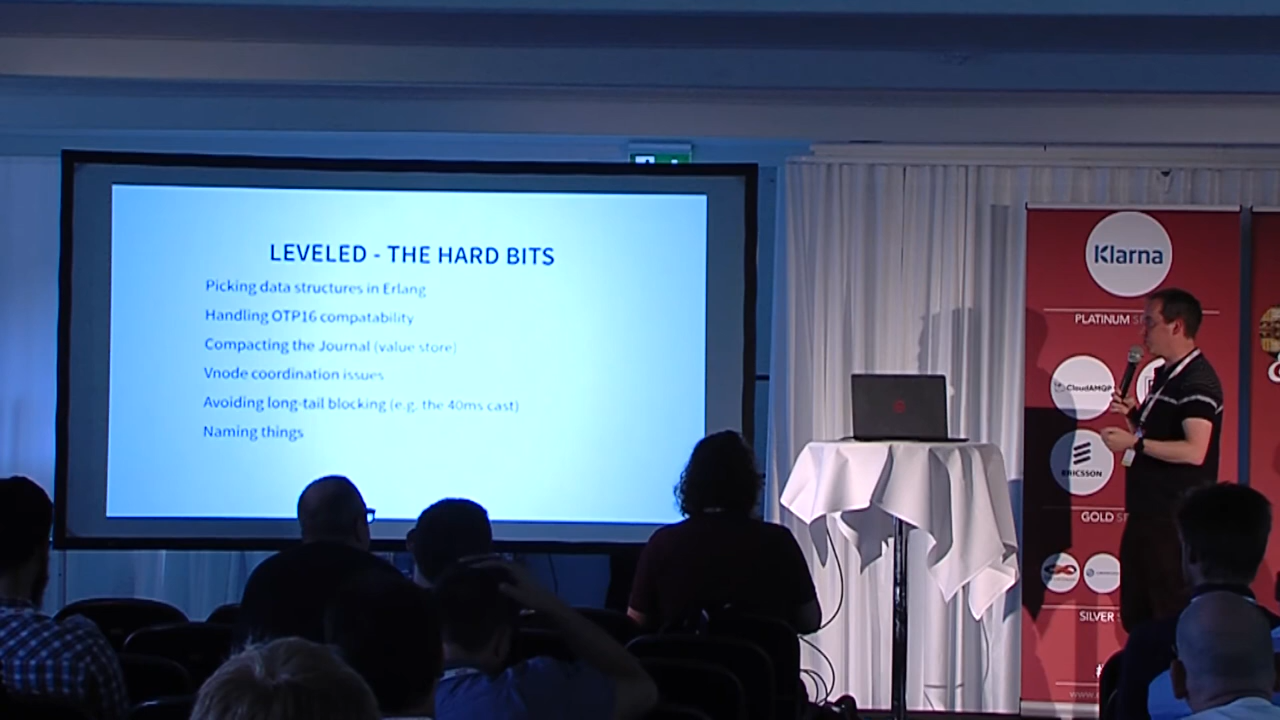 LEVELED - THE HARD BITS
Picking data structures in Erlang
Handling OTP16 compatability
Compacting the Journal (value store)
Vnode coordination issues
Avoiding long-tail blocking (e.g. the 40ms cast)
Naming things
Klarna
PLATINUM
CloudAMQP
ERICSSON
GOLD
SILVER